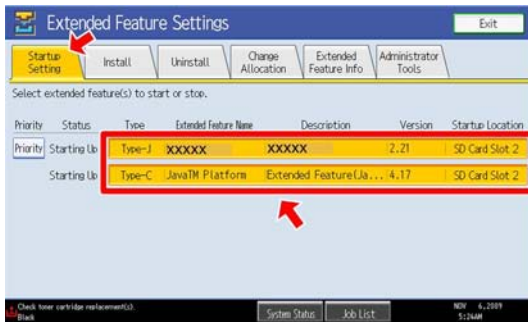 Extended Feature Settings
Exit
Startup Setting
Install
Uninstall
Change Allocation
Extended Feature Info
Administrator Tools
Select extended feature(s) to start or stop.
Priority Status Type Extended Feature Name Description Version Startup Location
Priority Starting Up Type-J XXXXX XXXXX 2.21 SD Card Slot 2
Starting Up Type-C JavaTM Platform Extended Feature(Ja... 4.17 SD Card Slot 2
Check toner cartridge replacement(s).
Black
System Status
Job List
NOV 6,2009
5:24AM